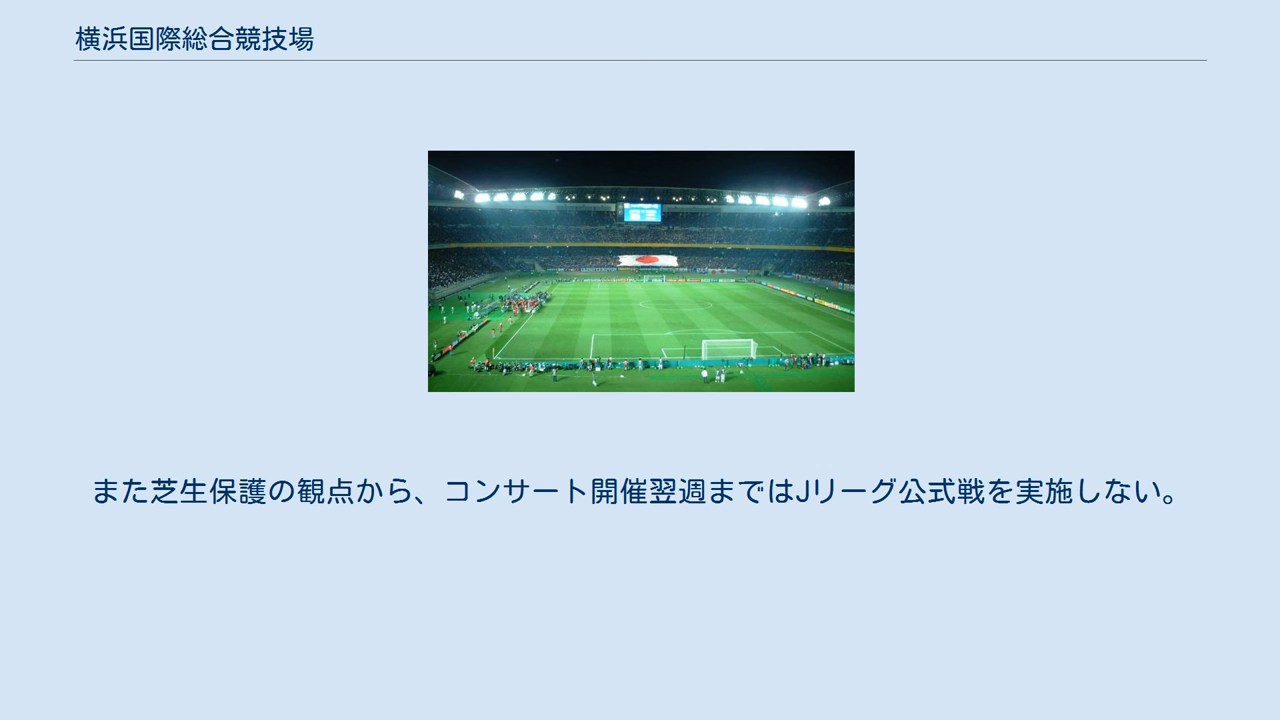 横浜国際総合競技場
また芝生保護の観点から、コンサート開催翌週まではJリーグ公式戦を実施しない。